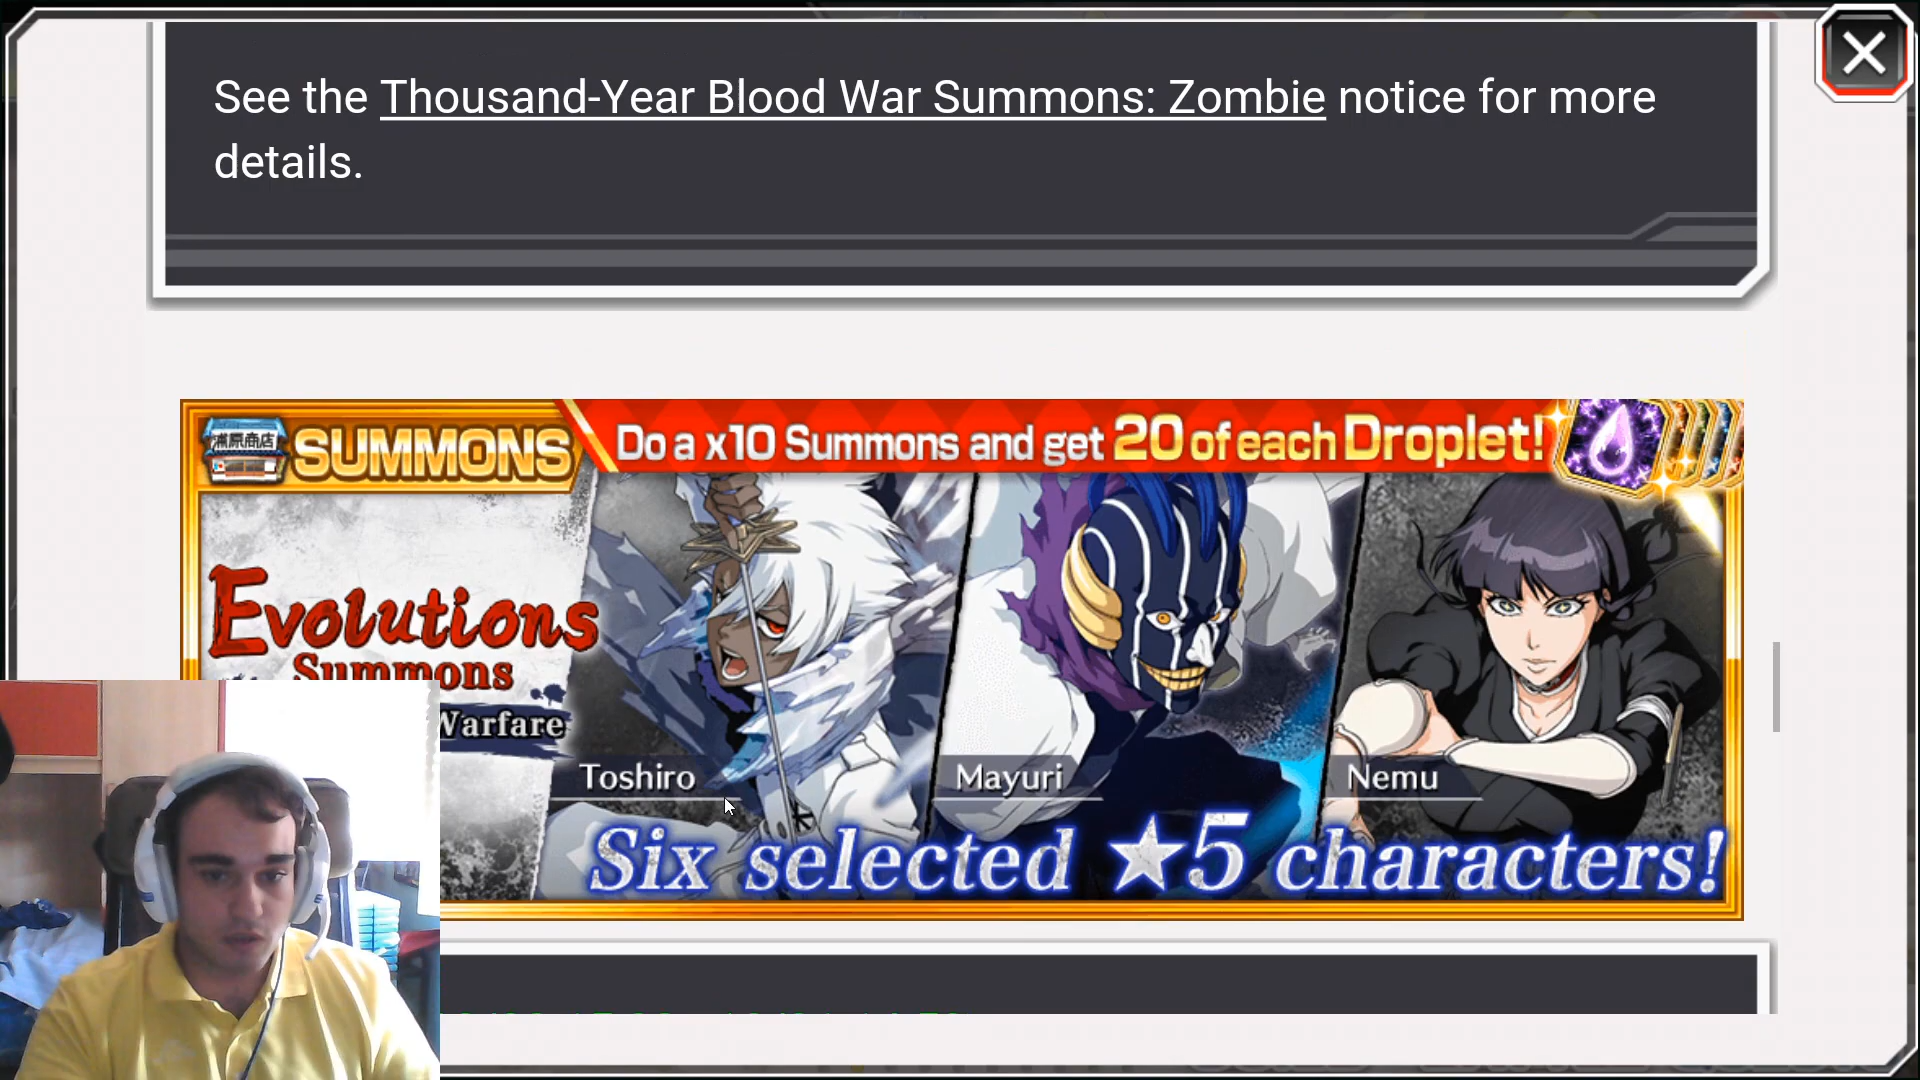 See the Thousand-Year Blood War Summons: Zombie notice for more
details.
浦原商店
SUMMONS
Do a x10 Summons and get 20 of each Droplet!
Evolutions
Summons
Warfare
Toshiro
Mayuri
Nemu
Six selected ★5 characters!